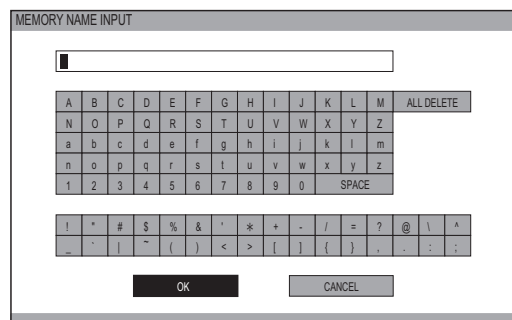 MEMORY NAME INPUT
A B C D E F G H I J K L M ALL DELETE
N O P Q R S T U V W X Y Z
a b c d e f g h i j k l m
n o p q r s t u v w x y z
1 2 3 4 5 6 7 8 9 0 SPACE
! " # $ % & ' * + - / = ? @ \ ^
_ ` | ~ ( ) < > [ ] { } , . : ;
OK CANCEL